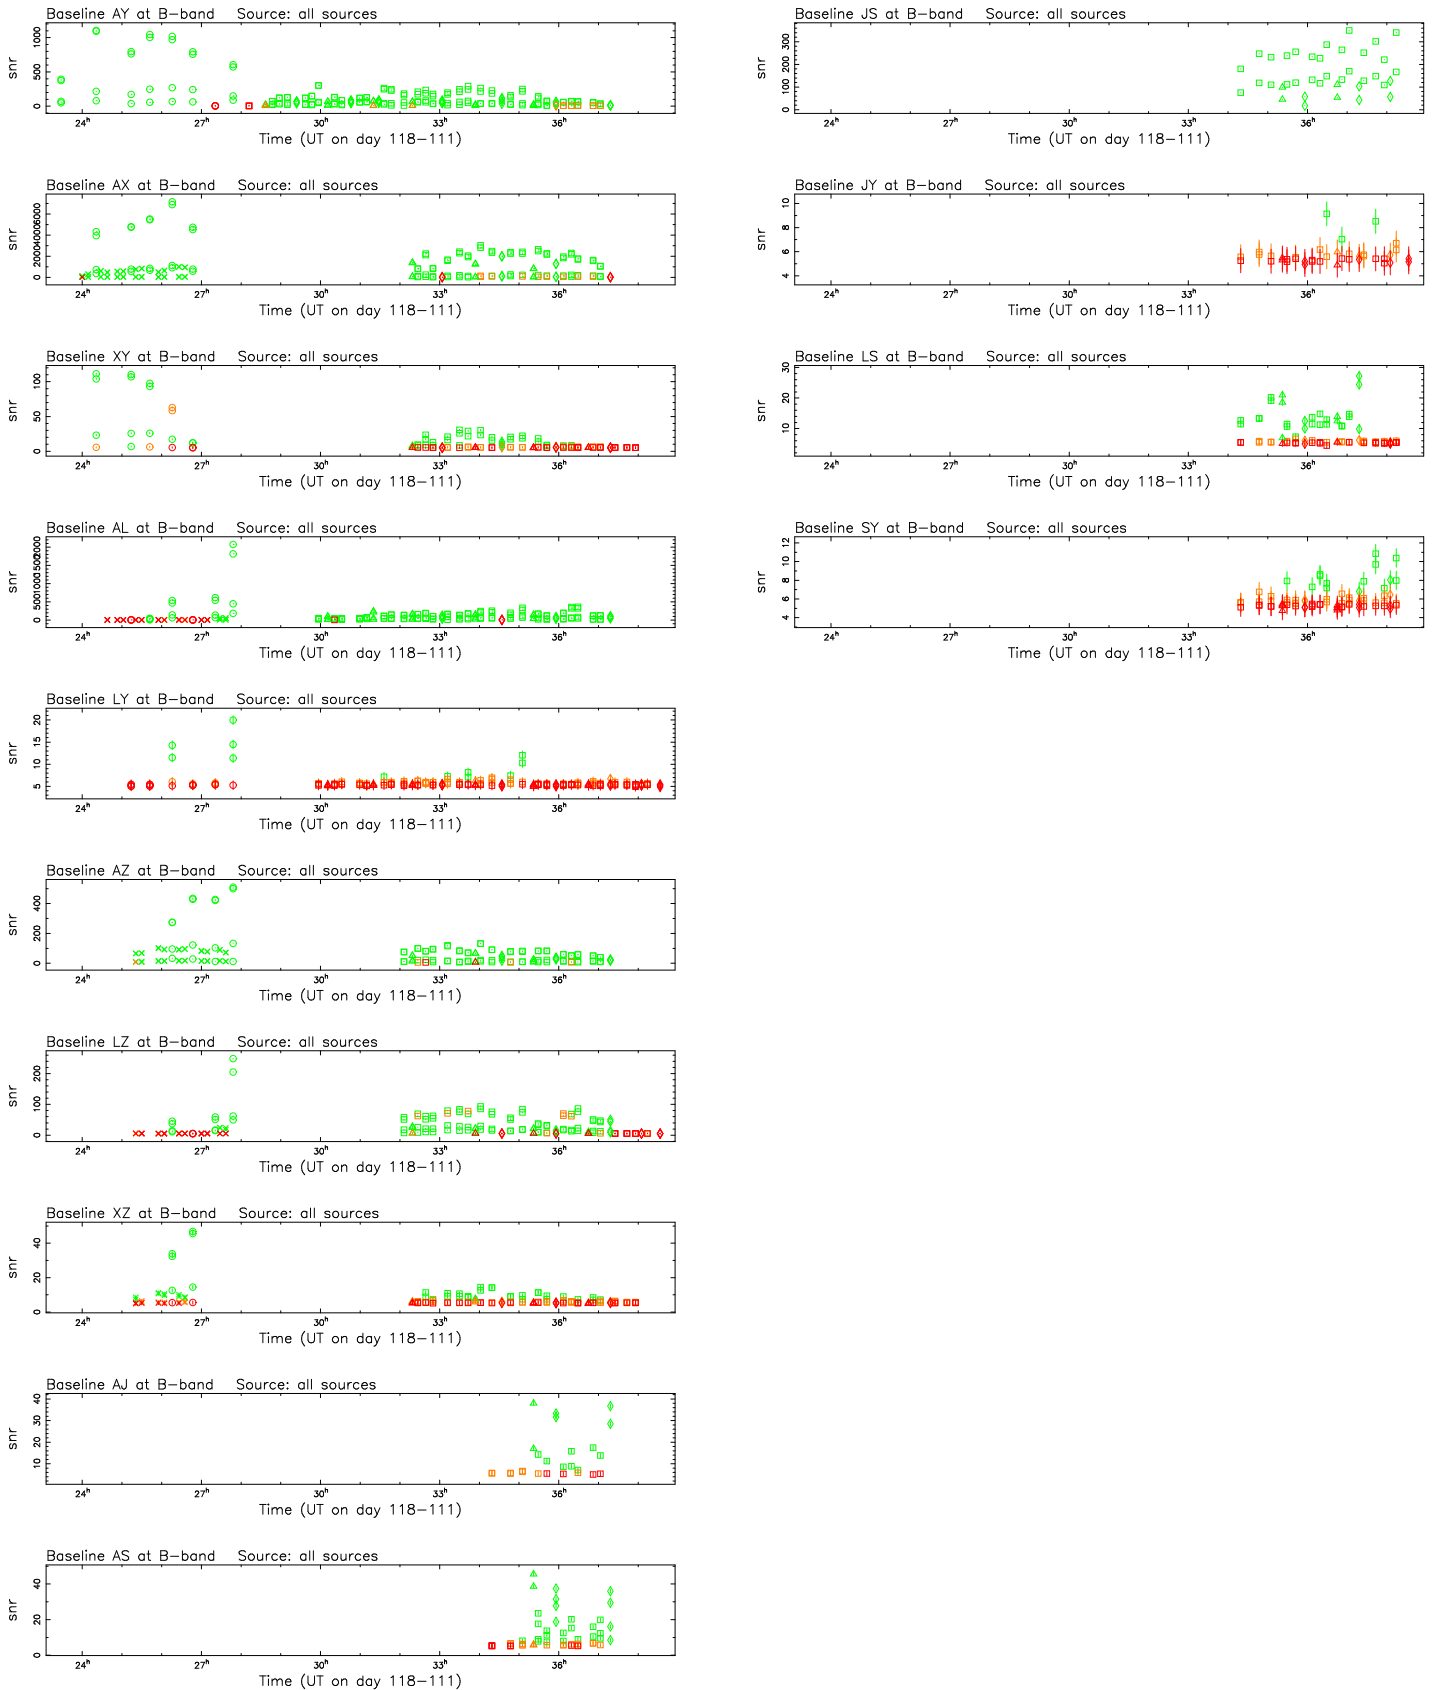 Baseline AY at B-band Source: all sources
snr
0 500 1000
24h 27h 30h 33h 36h
Time (UT on day 118-111)
Baseline AX at B-band Source: all sources
snr
0 2000 4000 6000
24h 27h 30h 33h 36h
Time (UT on day 118-111)
Baseline XY at B-band Source: all sources
snr
0 50 100
24h 27h 30h 33h 36h
Time (UT on day 118-111)
Baseline AL at B-band Source: all sources
snr
0 500 1000 1500 2000
24h 27h 30h 33h 36h
Time (UT on day 118-111)
Baseline LY at B-band Source: all sources
snr
5 10 15 20
24h 27h 30h 33h 36h
Time (UT on day 118-111)
Baseline AZ at B-band Source: all sources
snr
0 200 400
24h 27h 30h 33h 36h
Time (UT on day 118-111)
Baseline LZ at B-band Source: all sources
snr
0 100 200
24h 27h 30h 33h 36h
Time (UT on day 118-111)
Baseline XZ at B-band Source: all sources
snr
0 20 40
24h 27h 30h 33h 36h
Time (UT on day 118-111)
Baseline AJ at B-band Source: all sources
snr
10 20 30 40
24h 27h 30h 33h 36h
Time (UT on day 118-111)
Baseline AS at B-band Source: all sources
snr
0 20 40
24h 27h 30h 33h 36h
Time (UT on day 118-111)
Baseline JS at B-band Source: all sources
snr
0 100 200 300
24h 27h 30h 33h 36h
Time (UT on day 118-111)
Baseline JY at B-band Source: all sources
snr
4 6 8 10
24h 27h 30h 33h 36h
Time (UT on day 118-111)
Baseline LS at B-band Source: all sources
snr
10 20 30
24h 27h 30h 33h 36h
Time (UT on day 118-111)
Baseline SY at B-band Source: all sources
snr
4 6 8 10 12
24h 27h 30h 33h 36h
Time (UT on day 118-111)